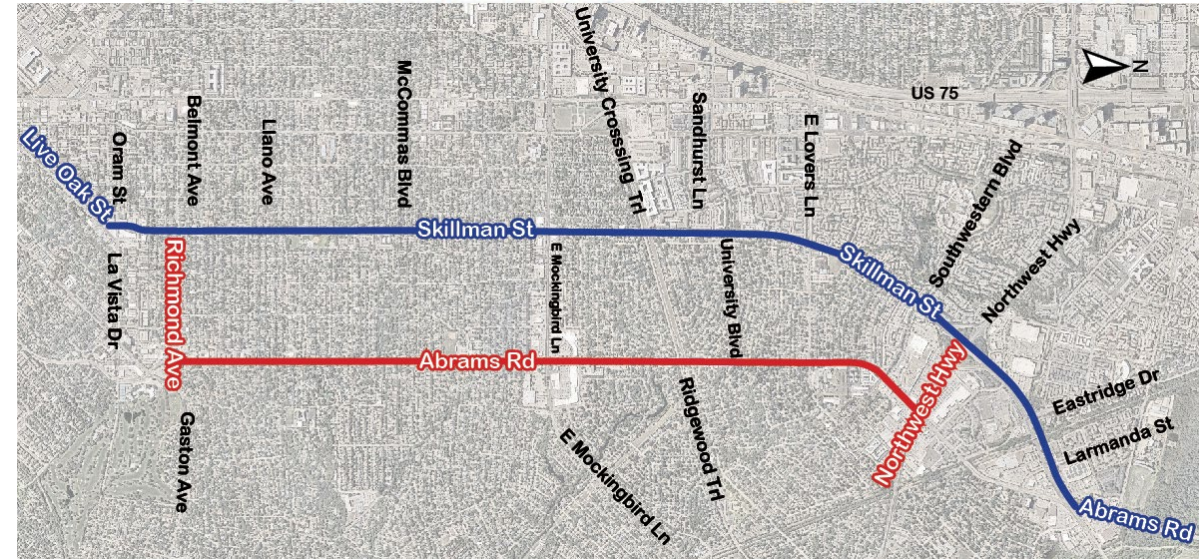 University Crossing Trl
McCommas Blvd
US 75
N
Sandhurst Ln
Belmont Ave
Llano Ave
E Lovers Ln
Oram St
Live Oak St
Southwestern Blvd
Northwest Hwy
Skillman St
Skillman St
Richmond Ave
La Vista Dr
E Mockingbird Ln
University Blvd
Abrams Rd
Northwest Hwy
Ridgewood Trl
Eastridge Dr
Larmanda St
Gaston Ave
E Mockingbird Ln
Abrams Rd